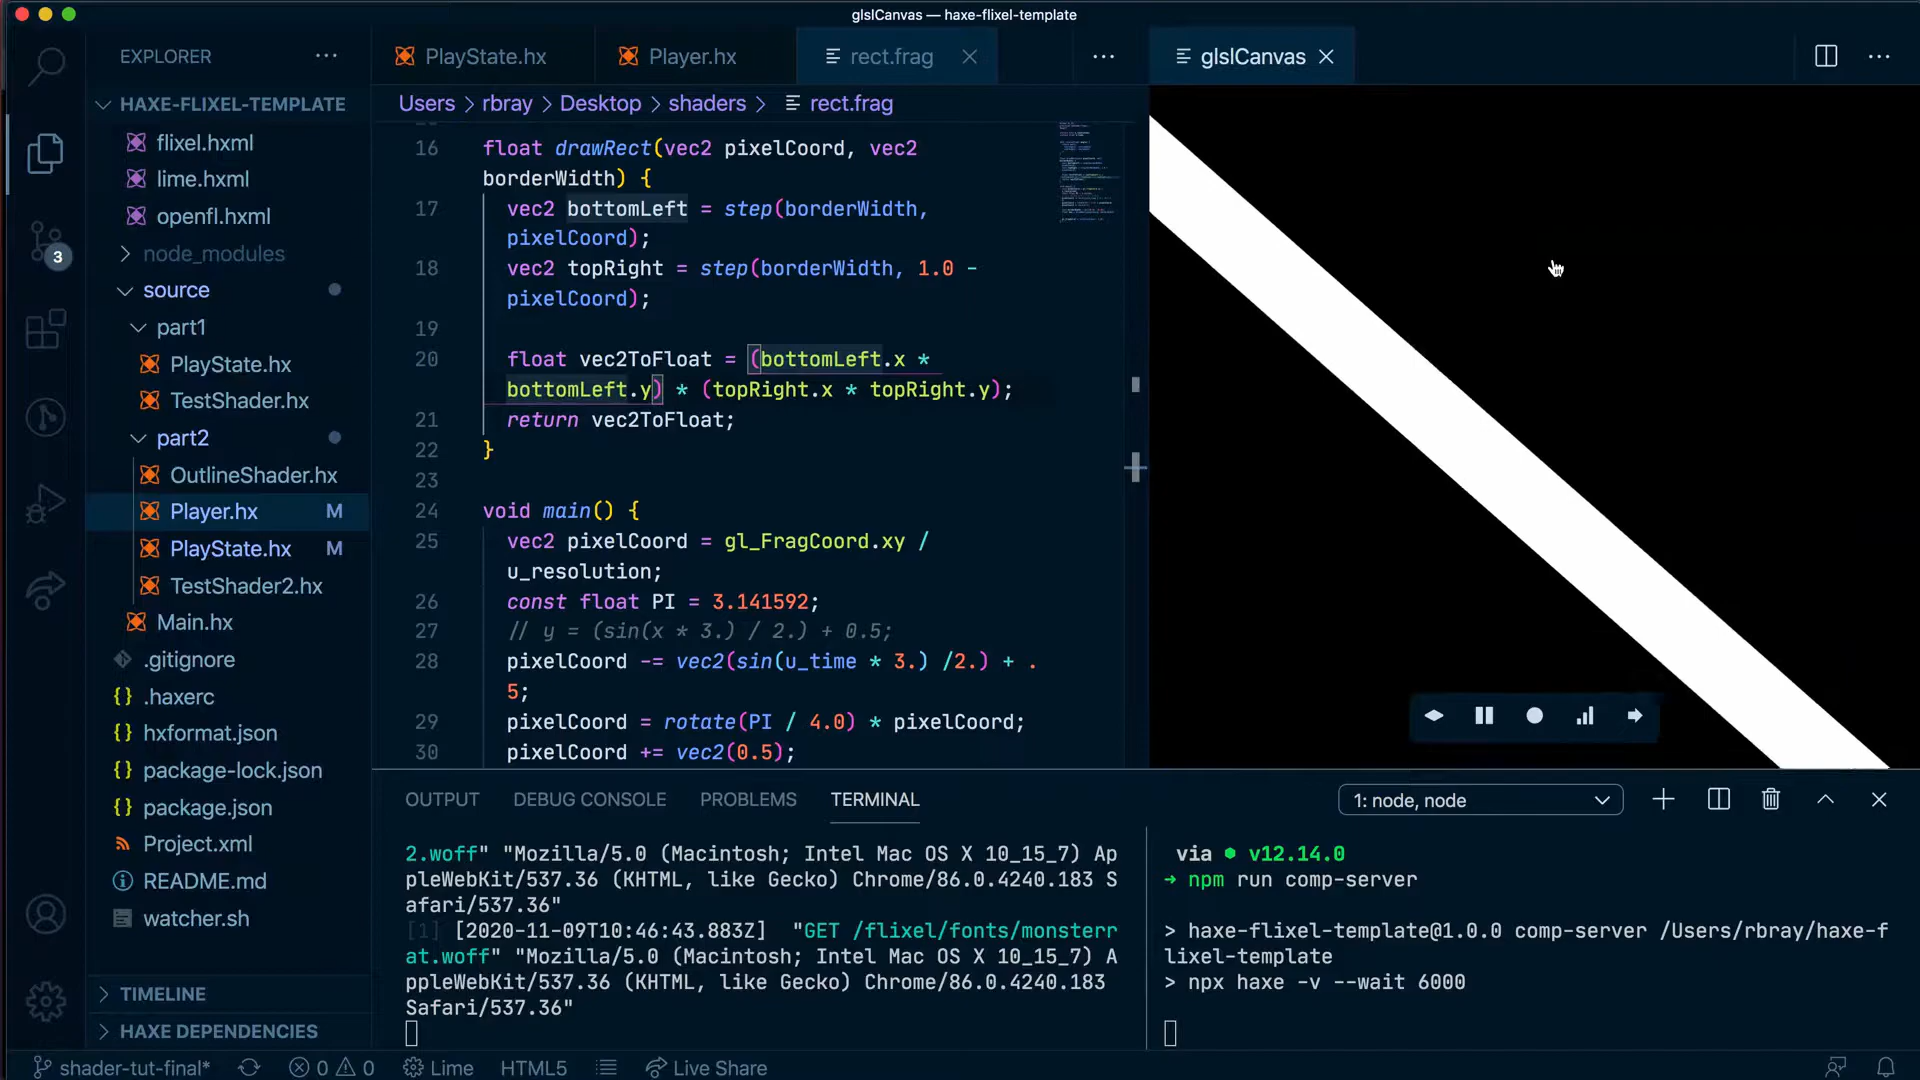 glslCanvas — haxe-flixel-template
EXPLORER
PlayState.hx
Player.hx
rect.frag
glslCanvas
HAXE-FLIXEL-TEMPLATE
flixel.hxml
lime.hxml
openfl.hxml
node_modules
source
part1
PlayState.hx
TestShader.hx
part2
OutlineShader.hx
Player.hx M
PlayState.hx M
TestShader2.hx
Main.hx
.gitignore
.haxerc
hxformat.json
package-lock.json
package.json
Project.xml
README.md
watcher.sh
TIMELINE
HAXE DEPENDENCIES
3
Users > rbray > Desktop > shaders > rect.frag
16 float drawRect(vec2 pixelCoord, vec2
borderWidth) {
17 vec2 bottomLeft = step(borderWidth,
pixelCoord);
18 vec2 topRight = step(borderWidth, 1.0 -
pixelCoord);
19
20 float vec2ToFloat = (bottomLeft.x *
bottomLeft.y) * (topRight.x * topRight.y);
21 return vec2ToFloat;
22 }
23
24 void main() {
25 vec2 pixelCoord = gl_FragCoord.xy /
u_resolution;
26 const float PI = 3.141592;
27 // y = (sin(x * 3.) / 2.) + 0.5;
28 pixelCoord -= vec2(sin(u_time * 3.) /2.) + .
5;
29 pixelCoord = rotate(PI / 4.0) * pixelCoord;
30 pixelCoord += vec2(0.5);
OUTPUT DEBUG CONSOLE PROBLEMS TERMINAL
1: node, node
2.woff" "Mozilla/5.0 (Macintosh; Intel Mac OS X 10_15_7) Ap
pleWebKit/537.36 (KHTML, like Gecko) Chrome/86.0.4240.183 S
afari/537.36"
[1] [2020-11-09T10:46:43.883Z] "GET /flixel/fonts/monsterr
at.woff" "Mozilla/5.0 (Macintosh; Intel Mac OS X 10_15_7) A
ppleWebKit/537.36 (KHTML, like Gecko) Chrome/86.0.4240.183
Safari/537.36"
via v12.14.0
→ npm run comp-server
> haxe-flixel-template@1.0.0 comp-server /Users/rbray/haxe-f
lixel-template
> npx haxe -v --wait 6000
shader-tut-final* 0 0 Lime HTML5 Live Share